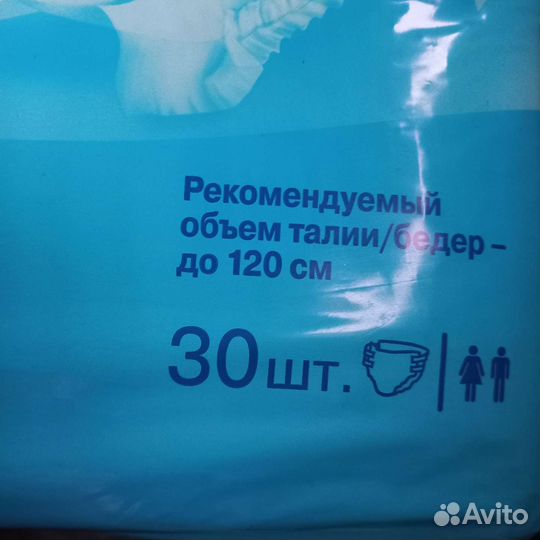 Рекомендуемый
объем талии/бедер –
до 120 см
30 шт.
Avito